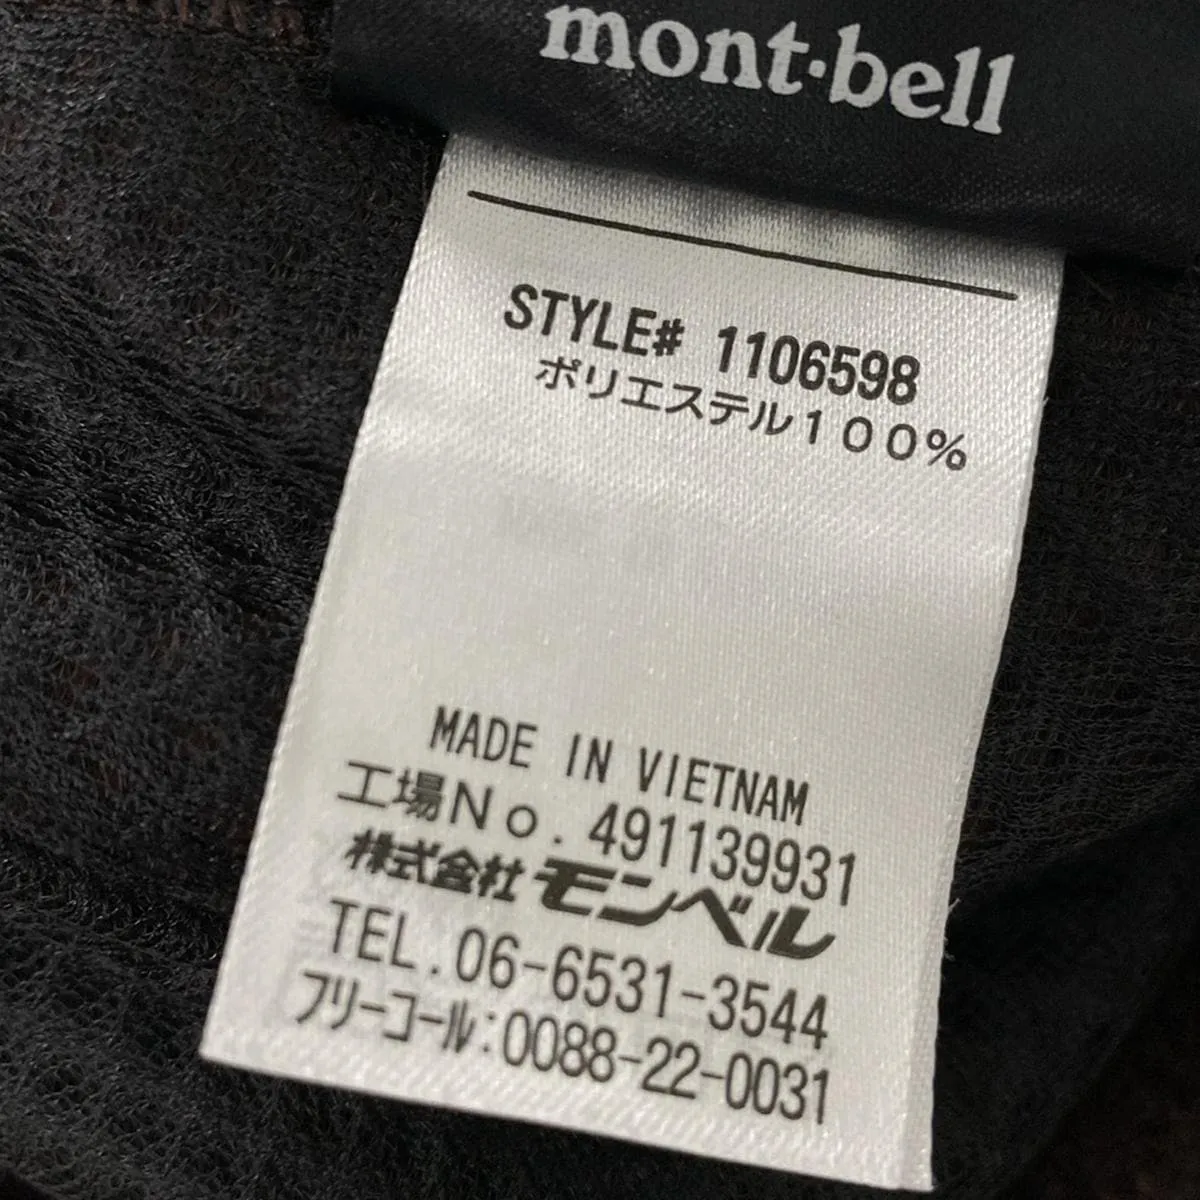 mont·bell
STYLE# 1106598
ポリエステル１００％
MADE IN VIETNAM
工場Ｎｏ．491139931
株式会社モンベル
TEL.06-6531-3544
フリーコール:0088-22-0031